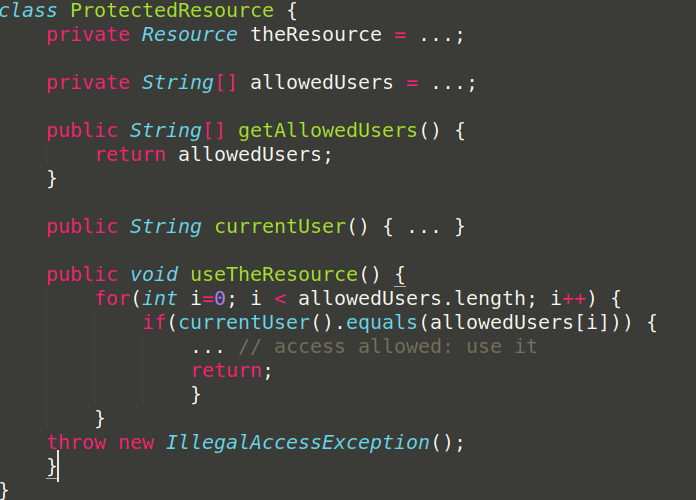 class ProtectedResource {
    private Resource theResource = ...;

    private String[] allowedUsers = ...;

    public String[] getAllowedUsers() {
        return allowedUsers;
    }

    public String currentUser() { ... }

    public void useTheResource() {
        for(int i=0; i < allowedUsers.length; i++) {
            if(currentUser().equals(allowedUsers[i])) {
                ... // access allowed: use it
                return;
                }
        }
    throw new IllegalAccessException();
    }
}